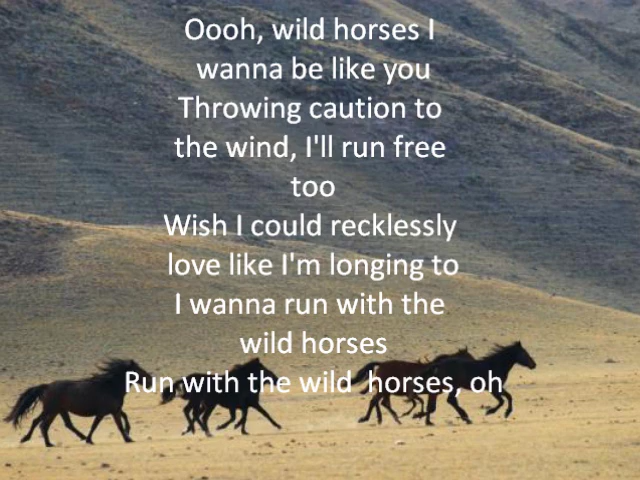 Oooh, wild horses I
wanna be like you
Throwing caution to
the wind, I'll run free
too
Wish I could recklessly
love like I'm longing to
I wanna run with the
wild horses
Run with the wild  horses, oh